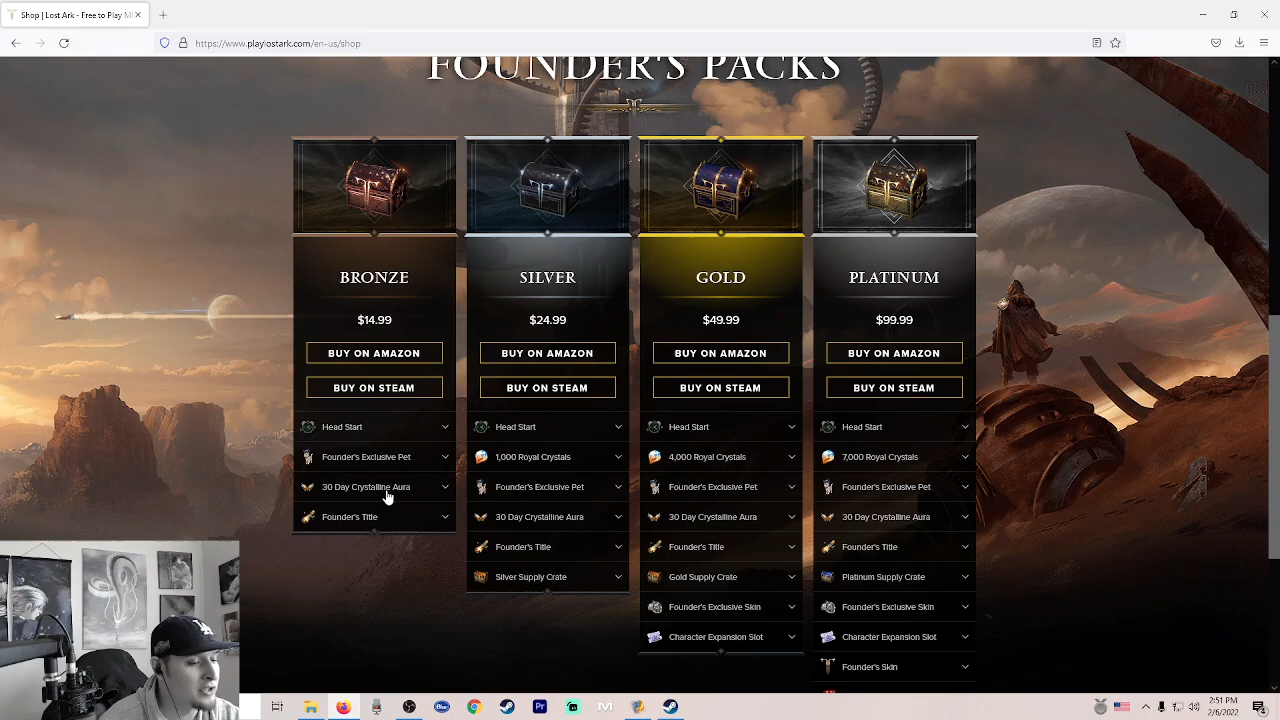 Shop | Lost Ark - Free to Play M
https://www.playlostark.com/en-us/shop
FOUNDER'S PACKS
BRONZE
$14.99
BUY ON AMAZON
BUY ON STEAM
Head Start
Founder's Exclusive Pet
30 Day Crystalline Aura
Founder's Title
SILVER
$24.99
BUY ON AMAZON
BUY ON STEAM
Head Start
1,000 Royal Crystals
Founder's Exclusive Pet
30 Day Crystalline Aura
Founder's Title
Silver Supply Crate
GOLD
$49.99
BUY ON AMAZON
BUY ON STEAM
Head Start
4,000 Royal Crystals
Founder's Exclusive Pet
30 Day Crystalline Aura
Founder's Title
Gold Supply Crate
Founder's Exclusive Skin
Character Expansion Slot
PLATINUM
$99.99
BUY ON AMAZON
BUY ON STEAM
Head Start
7,000 Royal Crystals
Founder's Exclusive Pet
30 Day Crystalline Aura
Founder's Title
Platinum Supply Crate
Founder's Exclusive Skin
Character Expansion Slot
Founder's Skin
LA
Blue
Pr
2:51 PM
2/6/2022